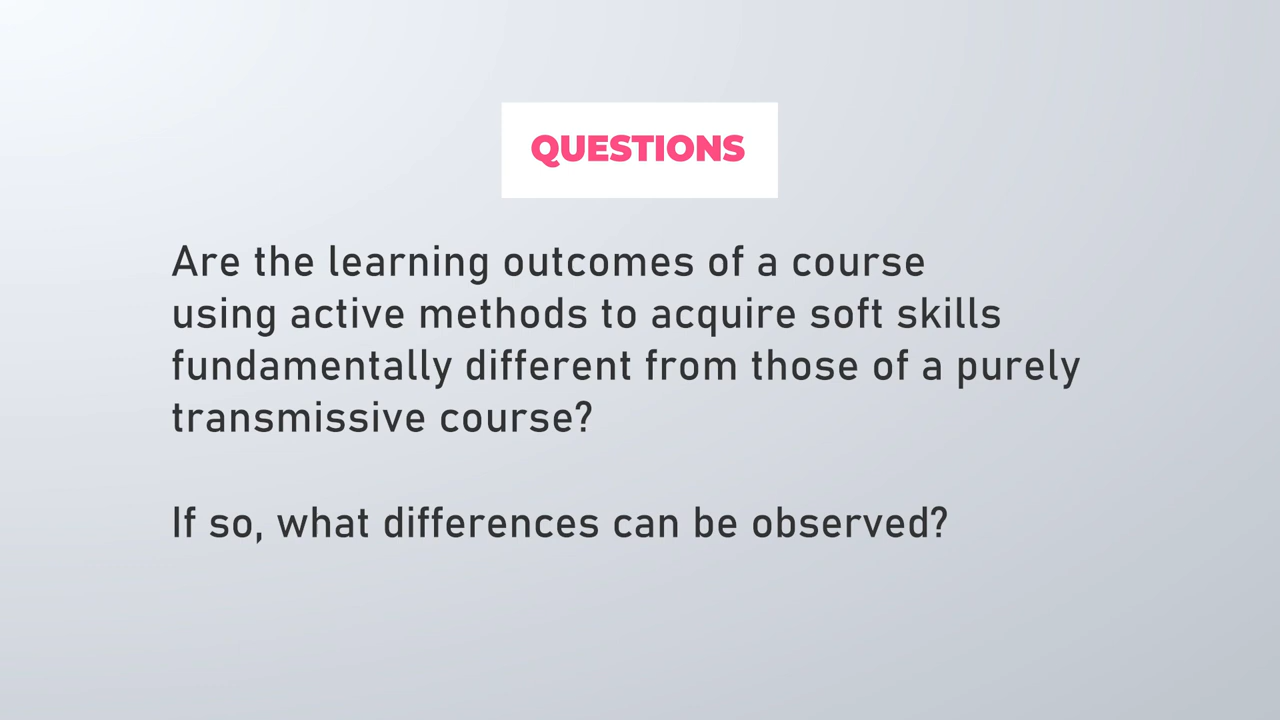 QUESTIONS
Are the learning outcomes of a course
using active methods to acquire soft skills
fundamentally different from those of a purely
transmissive course?
If so, what differences can be observed?